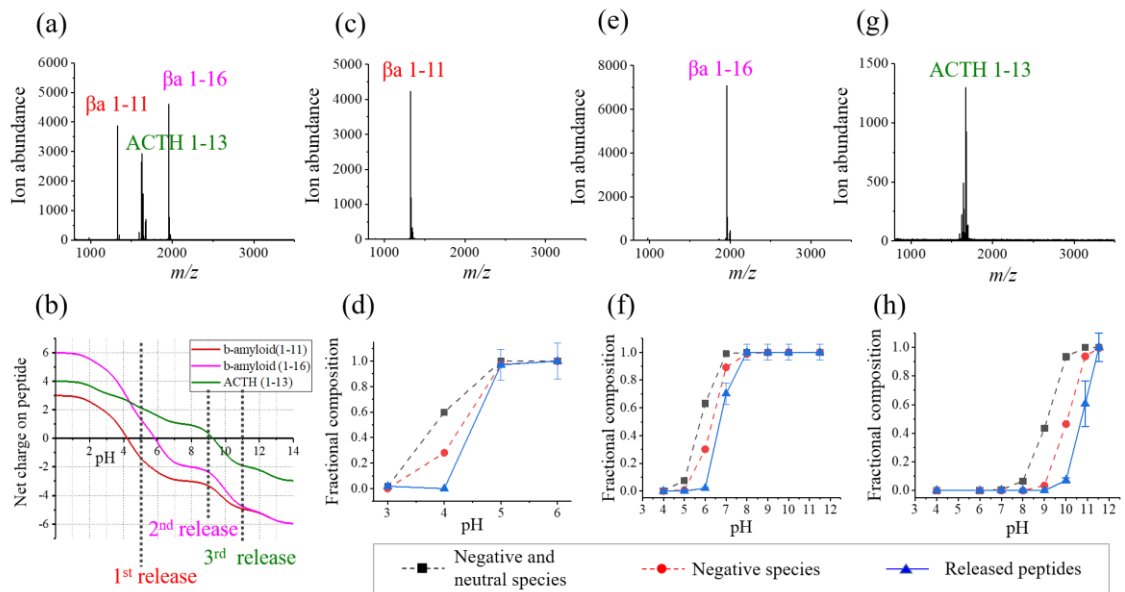 (a)
Ion abundance
6000
5000
4000
3000
2000
1000
0
βa 1-16
βa 1-11
ACTH 1-13
1000 2000 3000
m/z
(c)
Ion abundance
5000
4000
3000
2000
1000
0
βa 1-11
1000 2000 3000
m/z
(e)
Ion abundance
8000
6000
4000
2000
0
βa 1-16
1000 2000 3000
m/z
(g)
Ion abundance
1500
1000
500
0
ACTH 1-13
1000 2000 3000
m/z
(b)
Net charge on peptide
6
4
2
0
-2
-4
-6
b-amyloid(1-11)
b-amyloid (1-16)
ACTH (1-13)
2 4 6 8 10 12 14
pH
2nd release
3rd release
1st release
(d)
Fractional composition
1.0
0.8
0.6
0.4
0.2
0.0
3 4 5 6
pH
(f)
Fractional composition
1.0
0.8
0.6
0.4
0.2
0.0
3 4 5 6 7 8 9 10 11 12
pH
(h)
Fractional composition
1.0
0.8
0.6
0.4
0.2
0.0
3 4 5 6 7 8 9 10 11 12
pH
Negative and
neutral species
Negative species
Released peptides